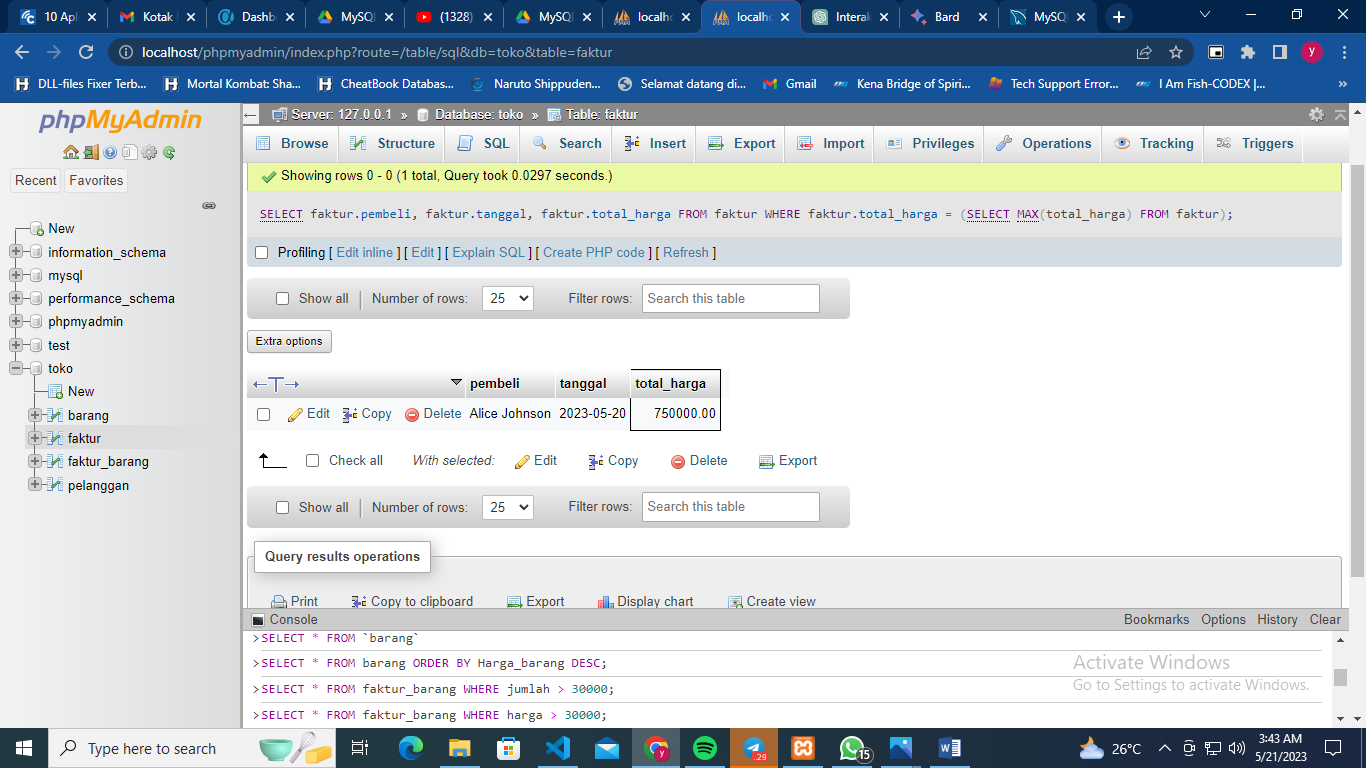 10 Apl
Kotak
Dashb
MySQL
(1328)
MySQL
localho
localho
Interak
Bard
MySQL
localhost/phpmyadmin/index.php?route=/table/sql&db=toko&table=faktur
y
DLL-files Fixer Terb...
Mortal Kombat: Sha...
CheatBook Databas...
Naruto Shippuden...
Selamat datang di...
Gmail
Kena Bridge of Spiri...
Tech Support Error...
I Am Fish-CODEX |...
»
phpMyAdmin
Recent
Favorites
New
information_schema
mysql
performance_schema
phpmyadmin
test
toko
New
barang
faktur
faktur_barang
pelanggan
Server: 127.0.0.1 » Database: toko » Table: faktur
Browse
Structure
SQL
Search
Insert
Export
Import
Privileges
Operations
Tracking
Triggers
Showing rows 0 - 0 (1 total, Query took 0.0297 seconds.)
SELECT faktur.pembeli, faktur.tanggal, faktur.total_harga FROM faktur WHERE faktur.total_harga = (SELECT MAX(total_harga) FROM faktur);
Profiling [ Edit inline ] [ Edit ] [ Explain SQL ] [ Create PHP code ] [ Refresh ]
Show all | Number of rows: 25 Filter rows: Search this table
Extra options
pembeli tanggal total_harga
Edit Copy Delete Alice Johnson 2023-05-20 750000.00
Check all With selected: Edit Copy Delete Export
Show all | Number of rows: 25 Filter rows: Search this table
Query results operations
Print Copy to clipboard Export Display chart Create view
Console Bookmarks Options History Clear
>SELECT * FROM `barang`
>SELECT * FROM barang ORDER BY Harga_barang DESC;
>SELECT * FROM faktur_barang WHERE jumlah > 30000;
>SELECT * FROM faktur_barang WHERE harga > 30000;
Activate Windows
Go to Settings to activate Windows.
Type here to search
29
15
26°C
3:43 AM
5/21/2023